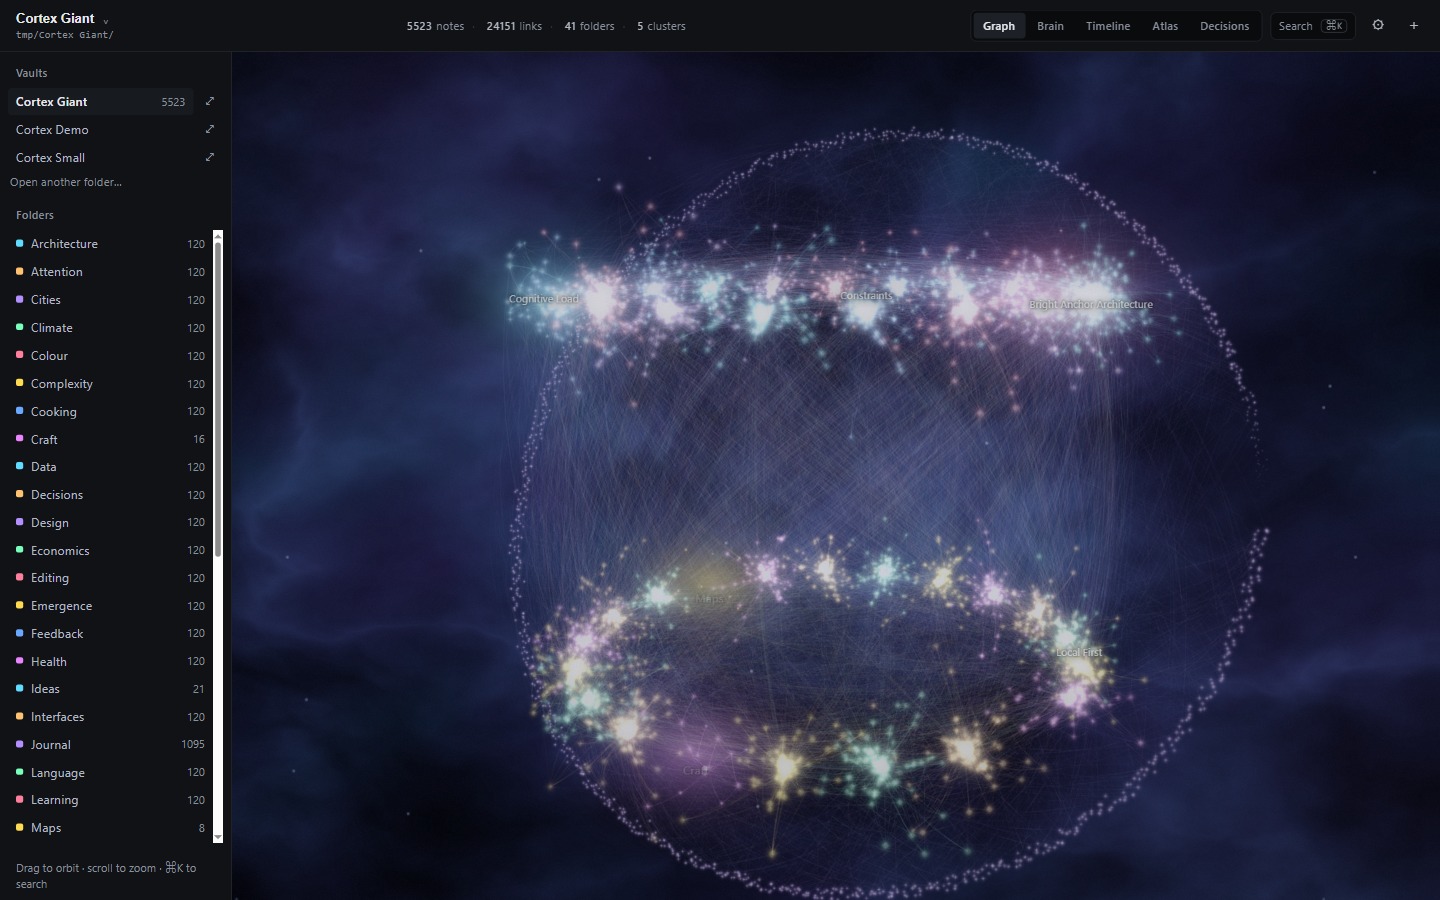 Cortex Giant
tmp/Cortex Giant/
5523 notes · 24151 links · 41 folders · 5 clusters
Graph Brain Timeline Atlas Decisions
Search ⌘K
+
Vaults
Cortex Giant 5523
Cortex Demo
Cortex Small
Open another folder...
Folders
Architecture 120
Attention 120
Cities 120
Climate 120
Colour 120
Complexity 120
Cooking 120
Craft 16
Data 120
Decisions 120
Design 120
Economics 120
Editing 120
Emergence 120
Feedback 120
Health 120
Ideas 21
Interfaces 120
Journal 1095
Language 120
Learning 120
Maps 8
Drag to orbit · scroll to zoom · ⌘K to
search
Cognitive Load
Constraints
Bright Anchor Architecture
Maps
Local First
Craft